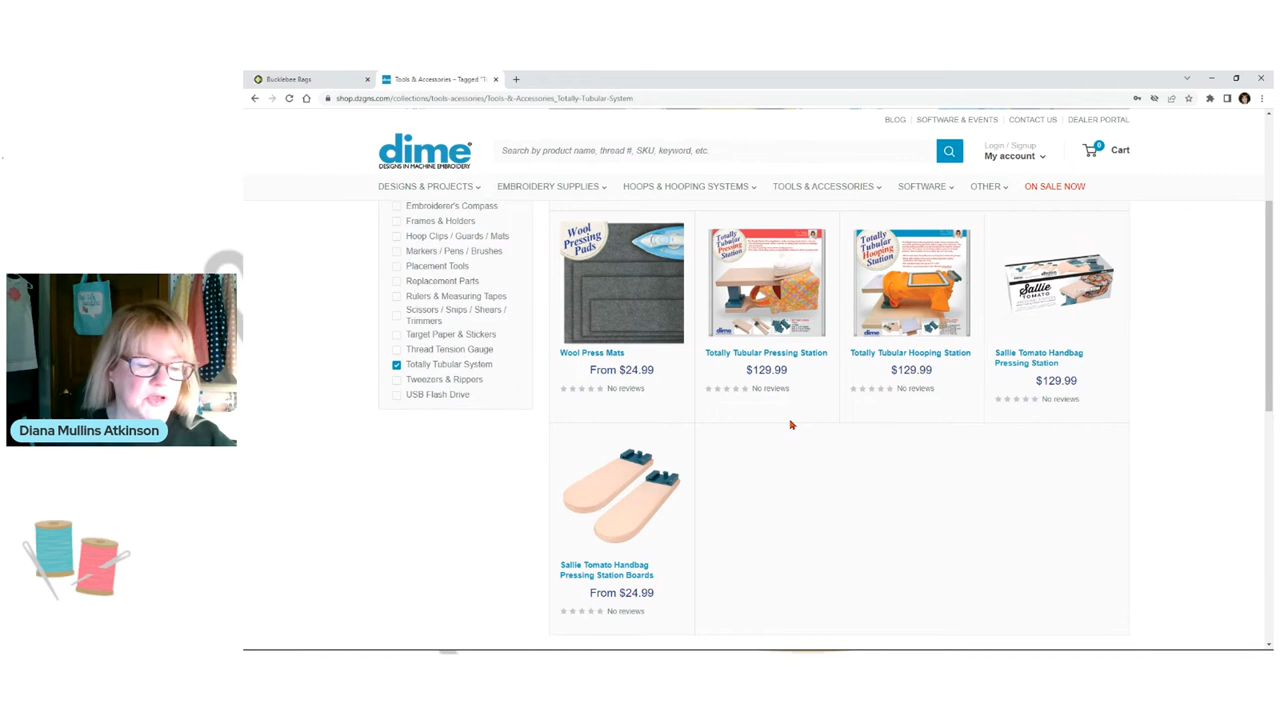 Bucklebee Bags
Tools & Accessories – Tagged "T
shop.dzgns.com/collections/tools-acessories/Tools-&-Accessories_Totally-Tubular-System
BLOG
SOFTWARE & EVENTS
CONTACT US
DEALER PORTAL
dime
DESIGNS IN MACHINE EMBROIDERY
Search by product name, thread #, SKU, keyword, etc.
Login / Signup
My account
0
Cart
DESIGNS & PROJECTS
EMBROIDERY SUPPLIES
HOOPS & HOOPING SYSTEMS
TOOLS & ACCESSORIES
SOFTWARE
OTHER
ON SALE NOW
Embroiderer's Compass
Frames & Holders
Hoop Clips / Guards / Mats
Markers / Pens / Brushes
Placement Tools
Replacement Parts
Rulers & Measuring Tapes
Scissors / Snips / Shears /
Trimmers
Target Paper & Stickers
Thread Tension Gauge
Totally Tubular System
Tweezers & Rippers
USB Flash Drive
Wool
Pressing
Pads
Wool Press Mats
From $24.99
No reviews
Totally
Tubular
Pressing
Station
dime
Totally Tubular Pressing Station
$129.99
No reviews
Totally
Tubular
Hooping
Station
dime
Totally Tubular Hooping Station
$129.99
No reviews
dime
Sallie
TOMATO
Sallie Tomato Handbag
Pressing Station
$129.99
No reviews
Sallie Tomato Handbag
Pressing Station Boards
From $24.99
No reviews
Diana Mullins Atkinson